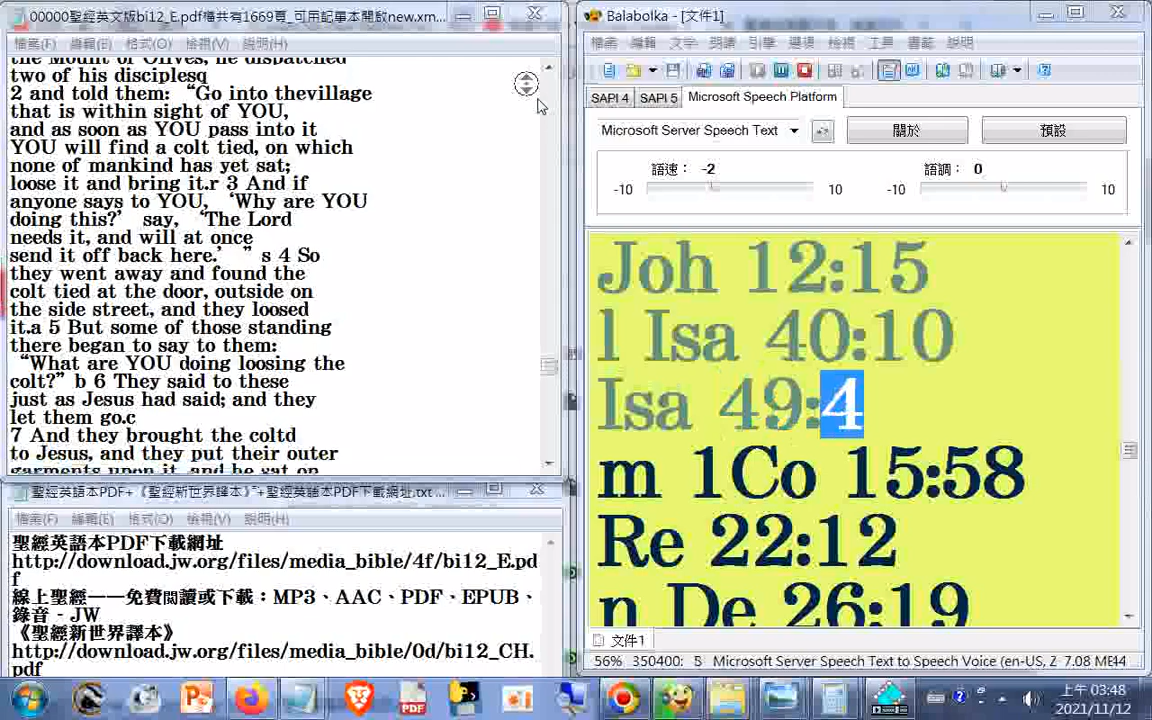 00000聖經英文版bi12_E.pdf檔共有1669頁_可用記事本開啟new.xm...
檔案(F) 編輯(E) 格式(O) 檢視(V) 說明(H)
the Mount of Olives, he dispatched
two of his disciplesq
2 and told them: “Go into thevillage
that is within sight of YOU,
and as soon as YOU pass into it
YOU will find a colt tied, on which
none of mankind has yet sat;
loose it and bring it.r 3 And if
anyone says to YOU, ‘Why are YOU
doing this?’ say, ‘The Lord
needs it, and will at once
send it off back here.’ ” s 4 So
they went away and found the
colt tied at the door, outside on
the side street, and they loosed
it.a 5 But some of those standing
there began to say to them:
“What are YOU doing loosing the
colt?” b 6 They said to these
just as Jesus had said; and they
let them go.c
7 And they brought the coltd
to Jesus, and they put their outer
garments upon it, and he sat on
聖經英語本PDF+《聖經新世界譯本》+聖經英語本PDF下載網址.txt ...
檔案(F) 編輯(E) 格式(O) 檢視(V) 說明(H)
聖經英語本PDF下載網址
http://download.jw.org/files/media_bible/4f/bi12_E.pd
f
線上聖經——免費閱讀或下載：MP3、AAC、PDF、EPUB、
錄音 - JW
《聖經新世界譯本》
http://download.jw.org/files/media_bible/0d/bi12_CH.
pdf
Balabolka - [文件1]
檔案 編輯 文字 朗讀 引擎 選項 檢視 工具 書籤 說明
SAPI 4 SAPI 5 Microsoft Speech Platform
Microsoft Server Speech Text 關於 預設
語速： -2 語調： 0
-10 10 -10 10
Joh 12:15
l Isa 40:10
Isa 49:4
m 1Co 15:58
Re 22:12
n De 26:19
文件1
56% 350400: S Microsoft Server Speech Text to Speech Voice (en-US, Z 7.08 ME44
上午 03:48
2021/11/12